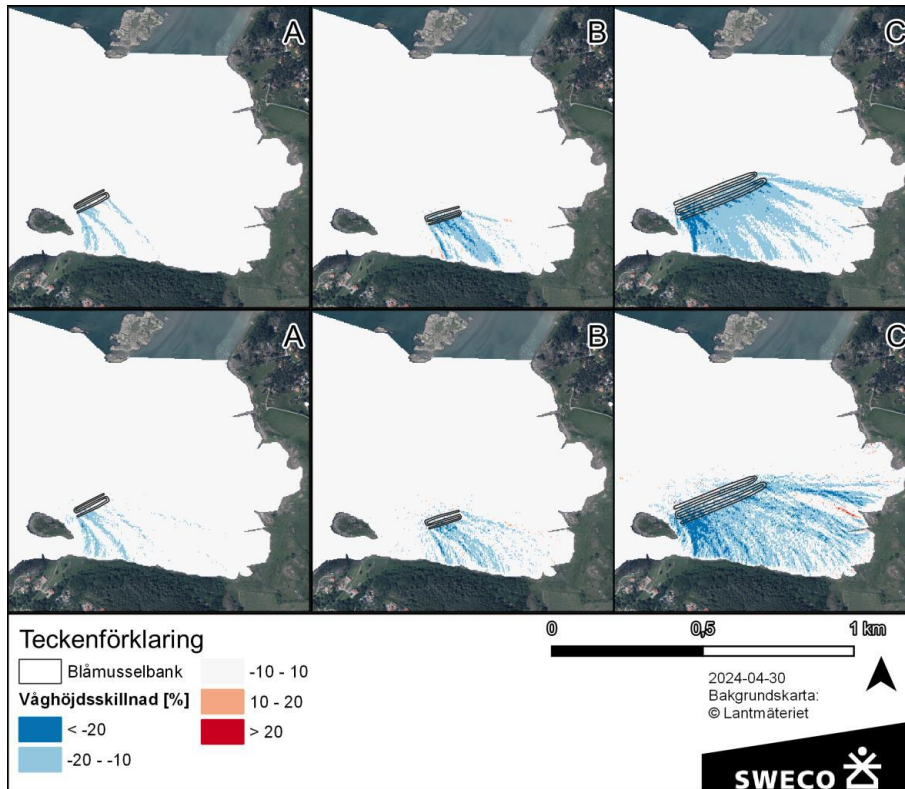 A
B
C
A
B
C
Teckenförklaring
Blåmusselbank
Våghöjdsskillnad [%]
< -20
-20 - -10
-10 - 10
10 - 20
> 20
0
0,5
1 km
2024-04-30
Bakgrundskarta:
© Lantmäteriet
SWECO